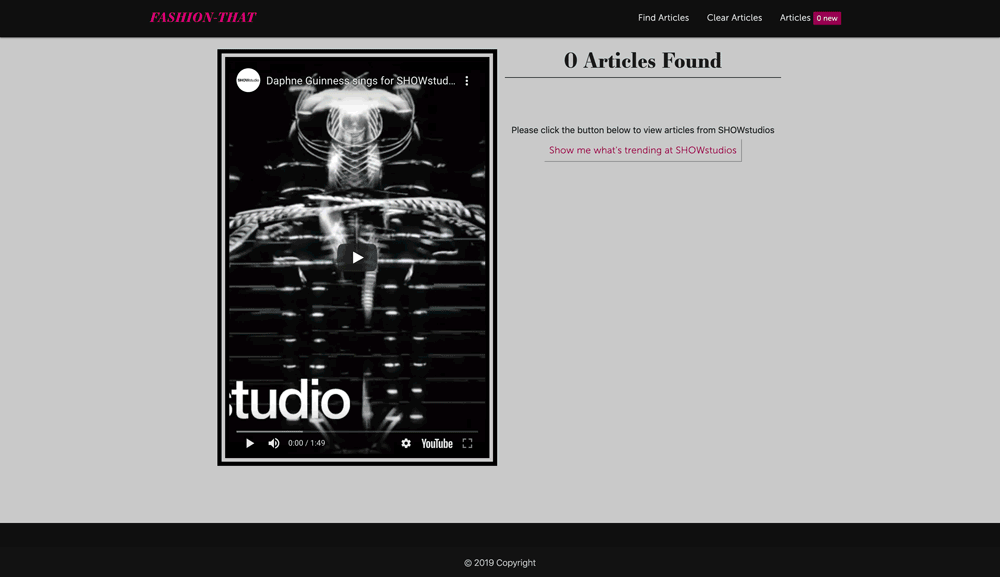 FASHION-THAT
Find Articles
Clear Articles
Articles 0 new
Daphne Guinness sings for SHOWstud...
studio
0:00 / 1:49
YouTube
0 Articles Found
Please click the button below to view articles from SHOWstudios
Show me what's trending at SHOWstudios
© 2019 Copyright